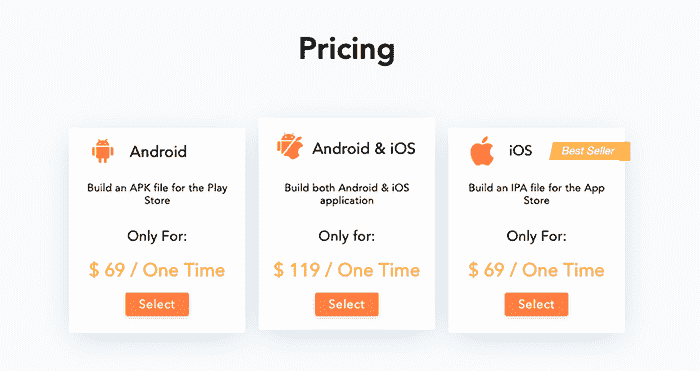 Pricing
Android
Build an APK file for the Play
Store
Only For:
$ 69 / One Time
Select
Android & iOS
Build both Android & iOS
application
Only for:
$ 119 / One Time
Select
iOS
Best Seller
Build an IPA file for the App
Store
Only For:
$ 69 / One Time
Select